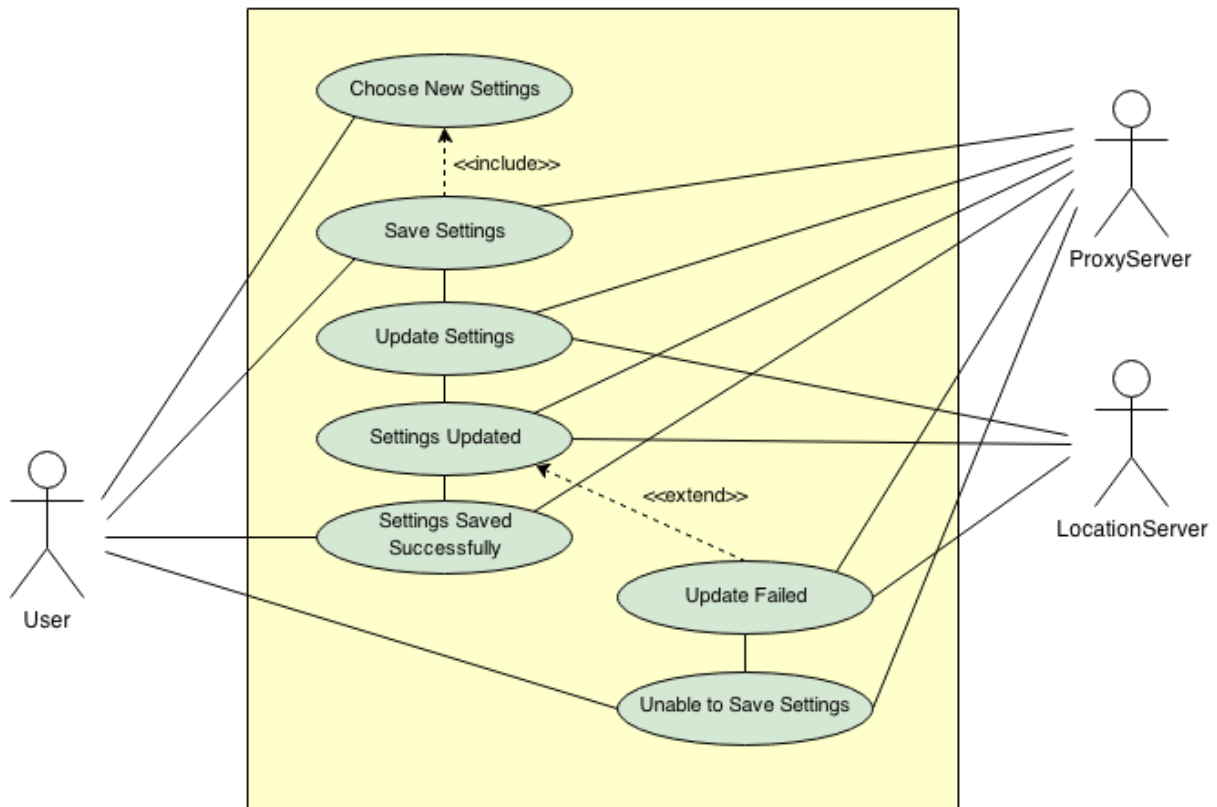 Choose New Settings
<<include>>
Save Settings
ProxyServer
Update Settings
Settings Updated
<<extend>>
Settings Saved
Successfully
LocationServer
Update Failed
User
Unable to Save Settings